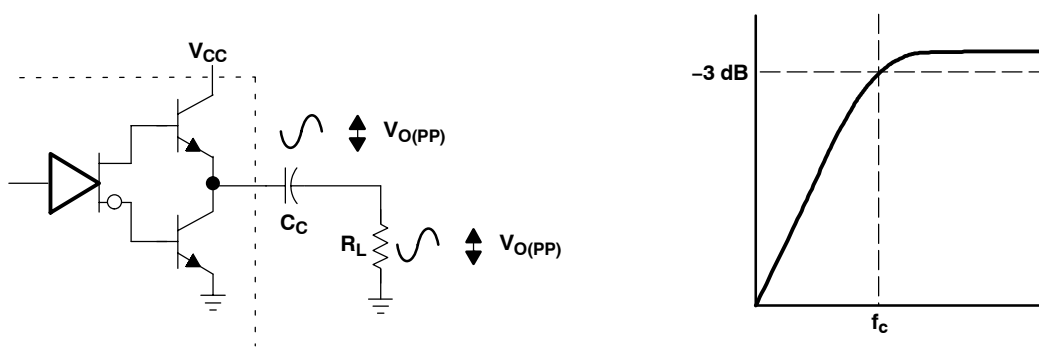 V_CC
V_O(PP)
C_C
R_L
V_O(PP)
−3 dB
f_c